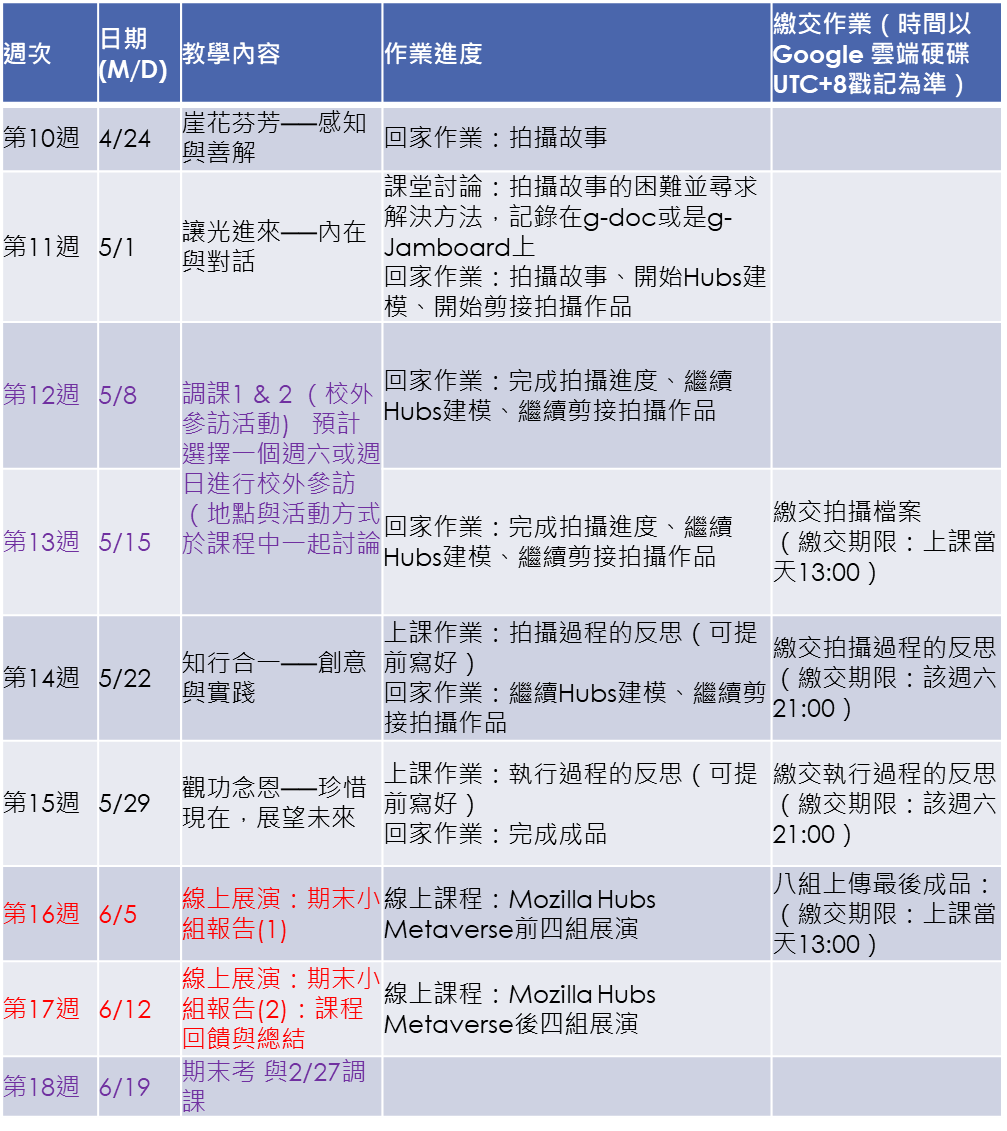 週次
日期
(M/D)
教學內容
作業進度
繳交作業（時間以
Google 雲端硬碟
UTC+8戳記為準）
第10週
4/24
崖花芬芳──感知
與善解
回家作業：拍攝故事
第11週
5/1
讓光進來──內在
與對話
課堂討論：拍攝故事的困難並尋求
解決方法，記錄在g-doc或是g-
Jamboard上
回家作業：拍攝故事、開始Hubs建
模、開始剪接拍攝作品
第12週
5/8
調課1 & 2 （校外
參訪活動) 預計
選擇一個週六或週
日進行校外參訪
（地點與活動方式
於課程中一起討論
回家作業：完成拍攝進度、繼續
Hubs建模、繼續剪接拍攝作品
第13週
5/15
回家作業：完成拍攝進度、繼續
Hubs建模、繼續剪接拍攝作品
繳交拍攝檔案
（繳交期限：上課當
天13:00）
第14週
5/22
知行合一──創意
與實踐
上課作業：拍攝過程的反思（可提
前寫好）
回家作業：繼續Hubs建模、繼續剪
接拍攝作品
繳交拍攝過程的反思
（繳交期限：該週六
21:00）
第15週
5/29
觀功念恩──珍惜
現在，展望未來
上課作業：執行過程的反思（可提
前寫好）
回家作業：完成成品
繳交執行過程的反思
（繳交期限：該週六
21:00）
第16週
6/5
線上展演：期末小
組報告(1)
線上課程：Mozilla Hubs
Metaverse前四組展演
八組上傳最後成品：
（繳交期限：上課當
天13:00）
第17週
6/12
線上展演：期末小
組報告(2)：課程
回饋與總結
線上課程：Mozilla Hubs
Metaverse後四組展演
第18週
6/19
期末考 與2/27調
課